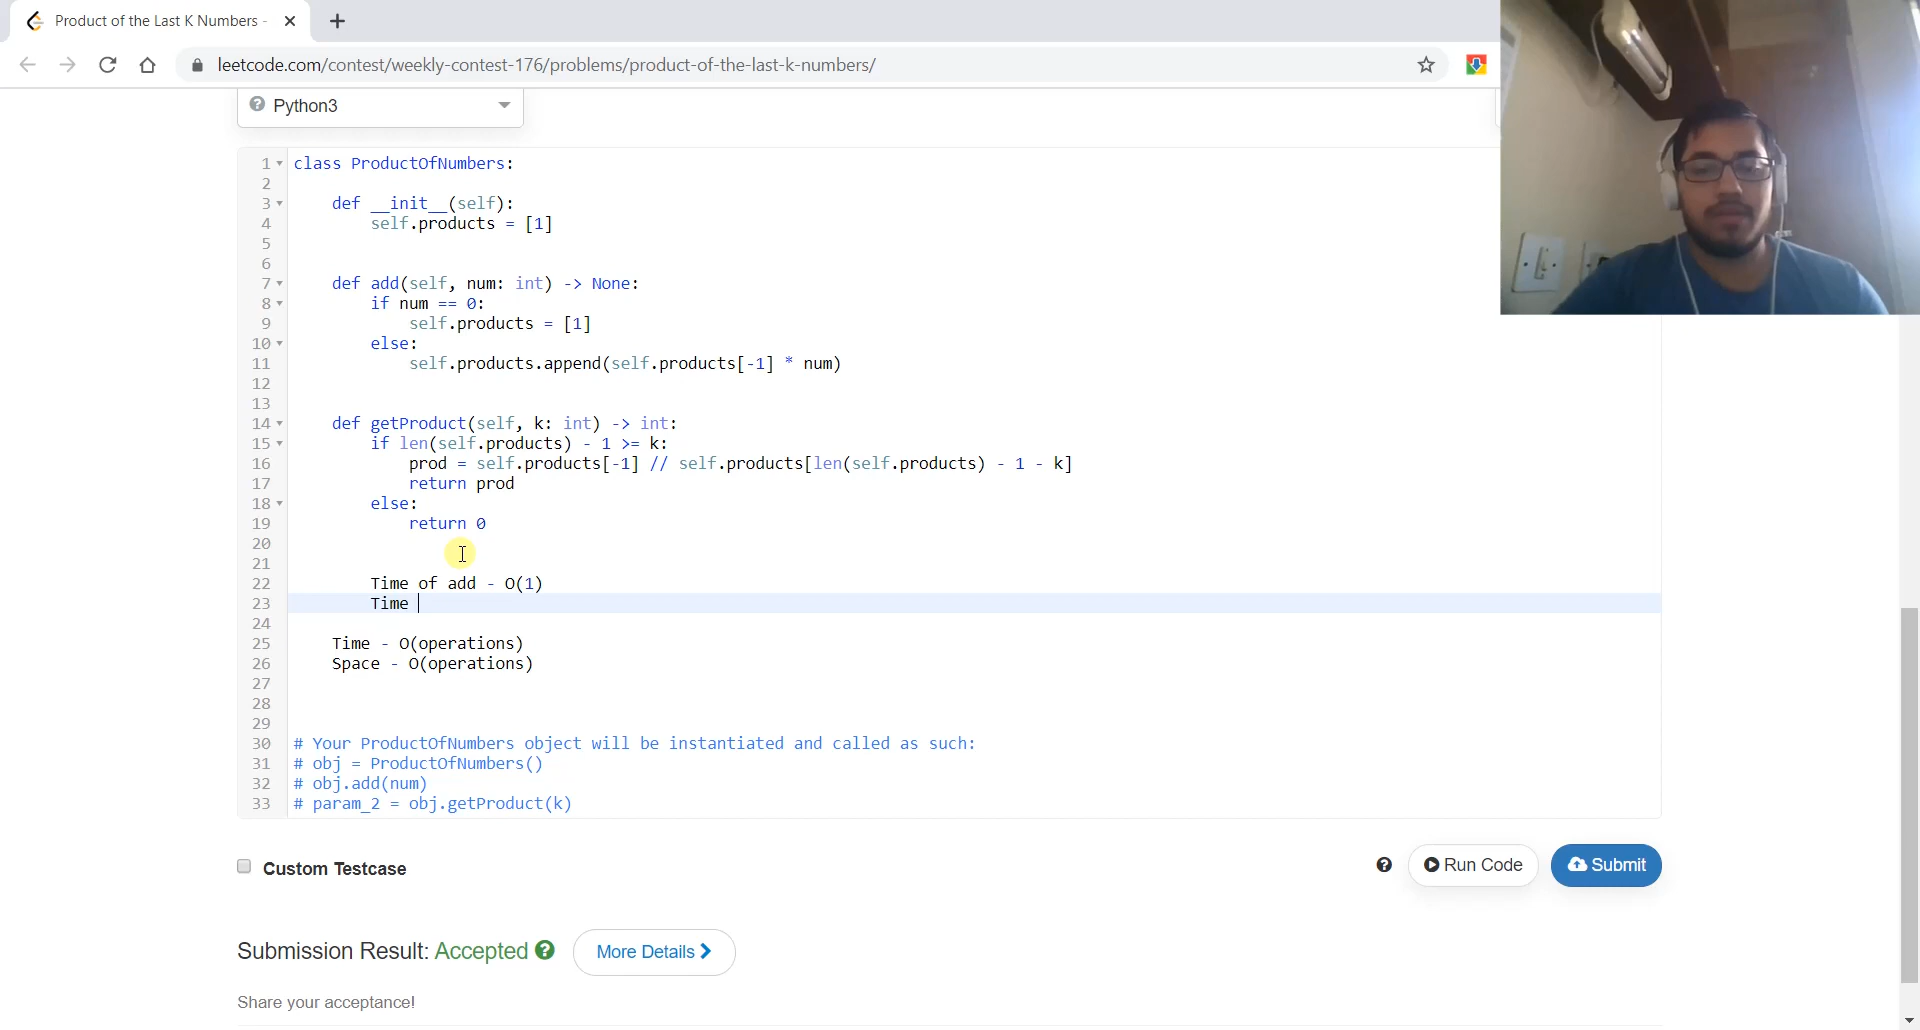 Product of the Last K Numbers -
leetcode.com/contest/weekly-contest-176/problems/product-of-the-last-k-numbers/
Python3
1 class ProductOfNumbers:
2
3 def __init__(self):
4 self.products = [1]
5
6
7 def add(self, num: int) -> None:
8 if num == 0:
9 self.products = [1]
10 else:
11 self.products.append(self.products[-1] * num)
12
13
14 def getProduct(self, k: int) -> int:
15 if len(self.products) - 1 >= k:
16 prod = self.products[-1] // self.products[len(self.products) - 1 - k]
17 return prod
18 else:
19 return 0
20
21
22 Time of add - O(1)
23 Time
24
25 Time - O(operations)
26 Space - O(operations)
27
28
29
30 # Your ProductOfNumbers object will be instantiated and called as such:
31 # obj = ProductOfNumbers()
32 # obj.add(num)
33 # param_2 = obj.getProduct(k)
Custom Testcase
Run Code
Submit
Submission Result: Accepted
More Details
Share your acceptance!